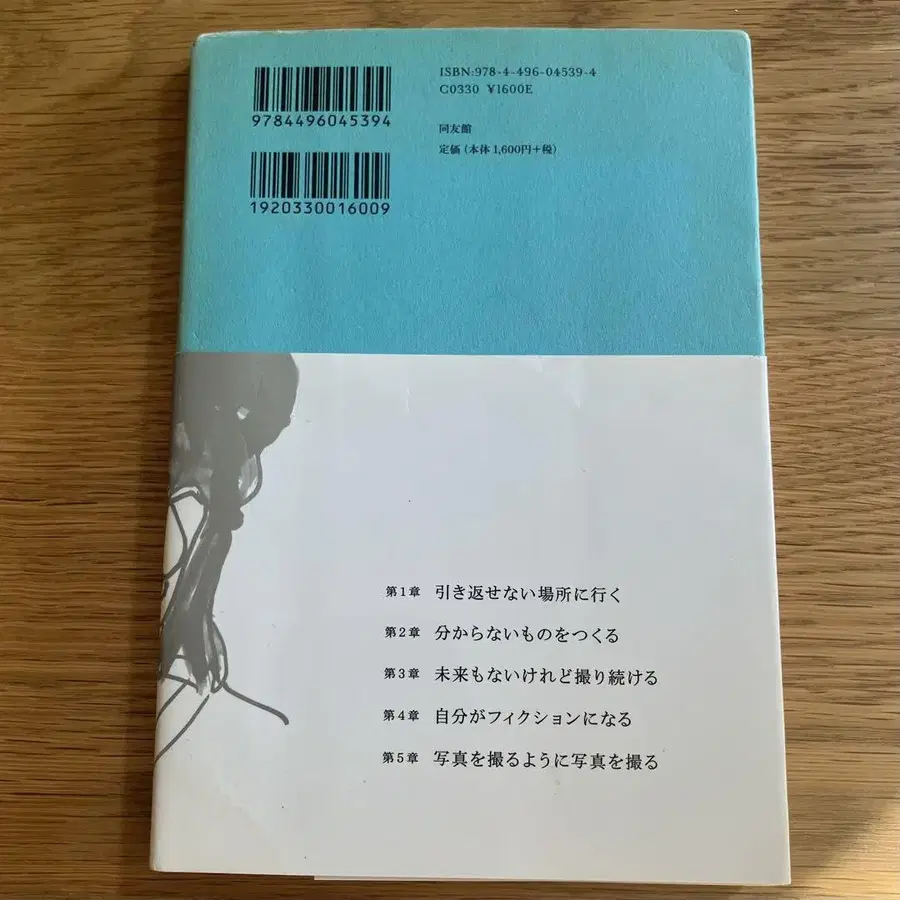 ISBN:978-4-496-04539-4
C0330 ¥1600E
9784496045394
同友館
定価(本体1,600円+税)
1920330016009
第1章 引き返せない場所に行く
第2章 分からないものをつくる
第3章 未来もないけれど撮り続ける
第4章 自分がフィクションになる
第5章 写真を撮るように写真を撮る